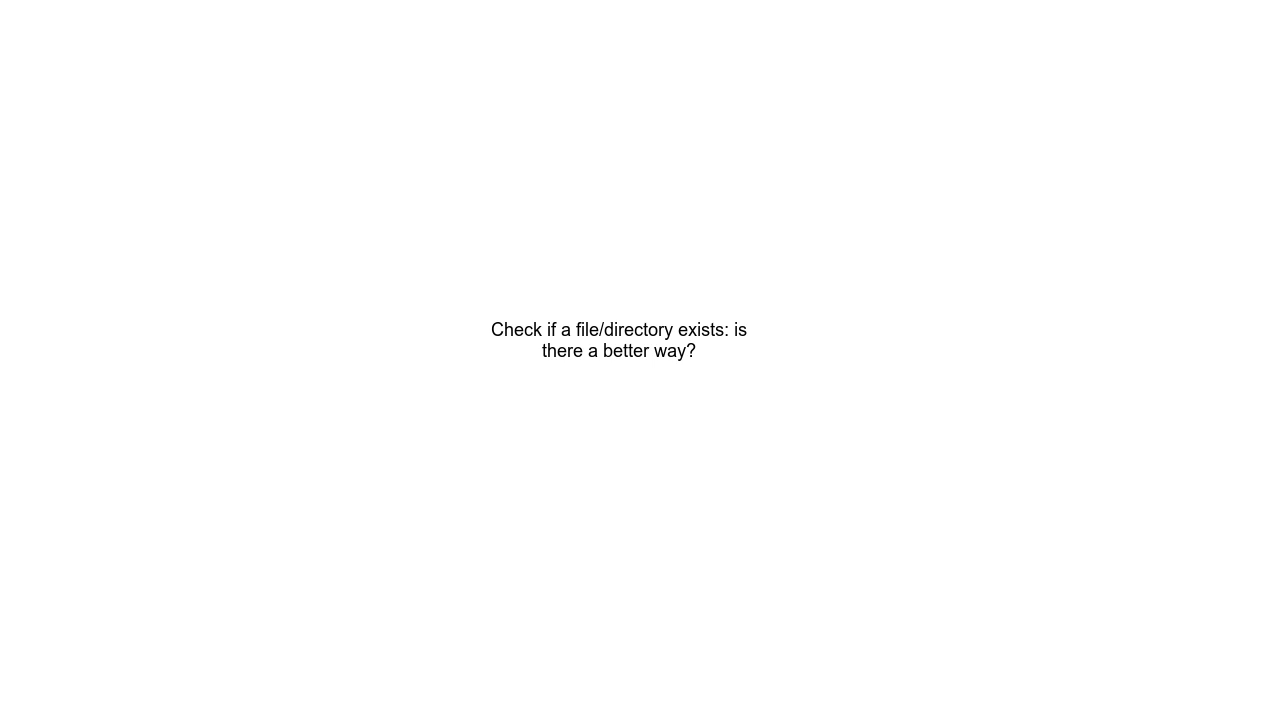 Check if a file/directory exists: is
there a better way?